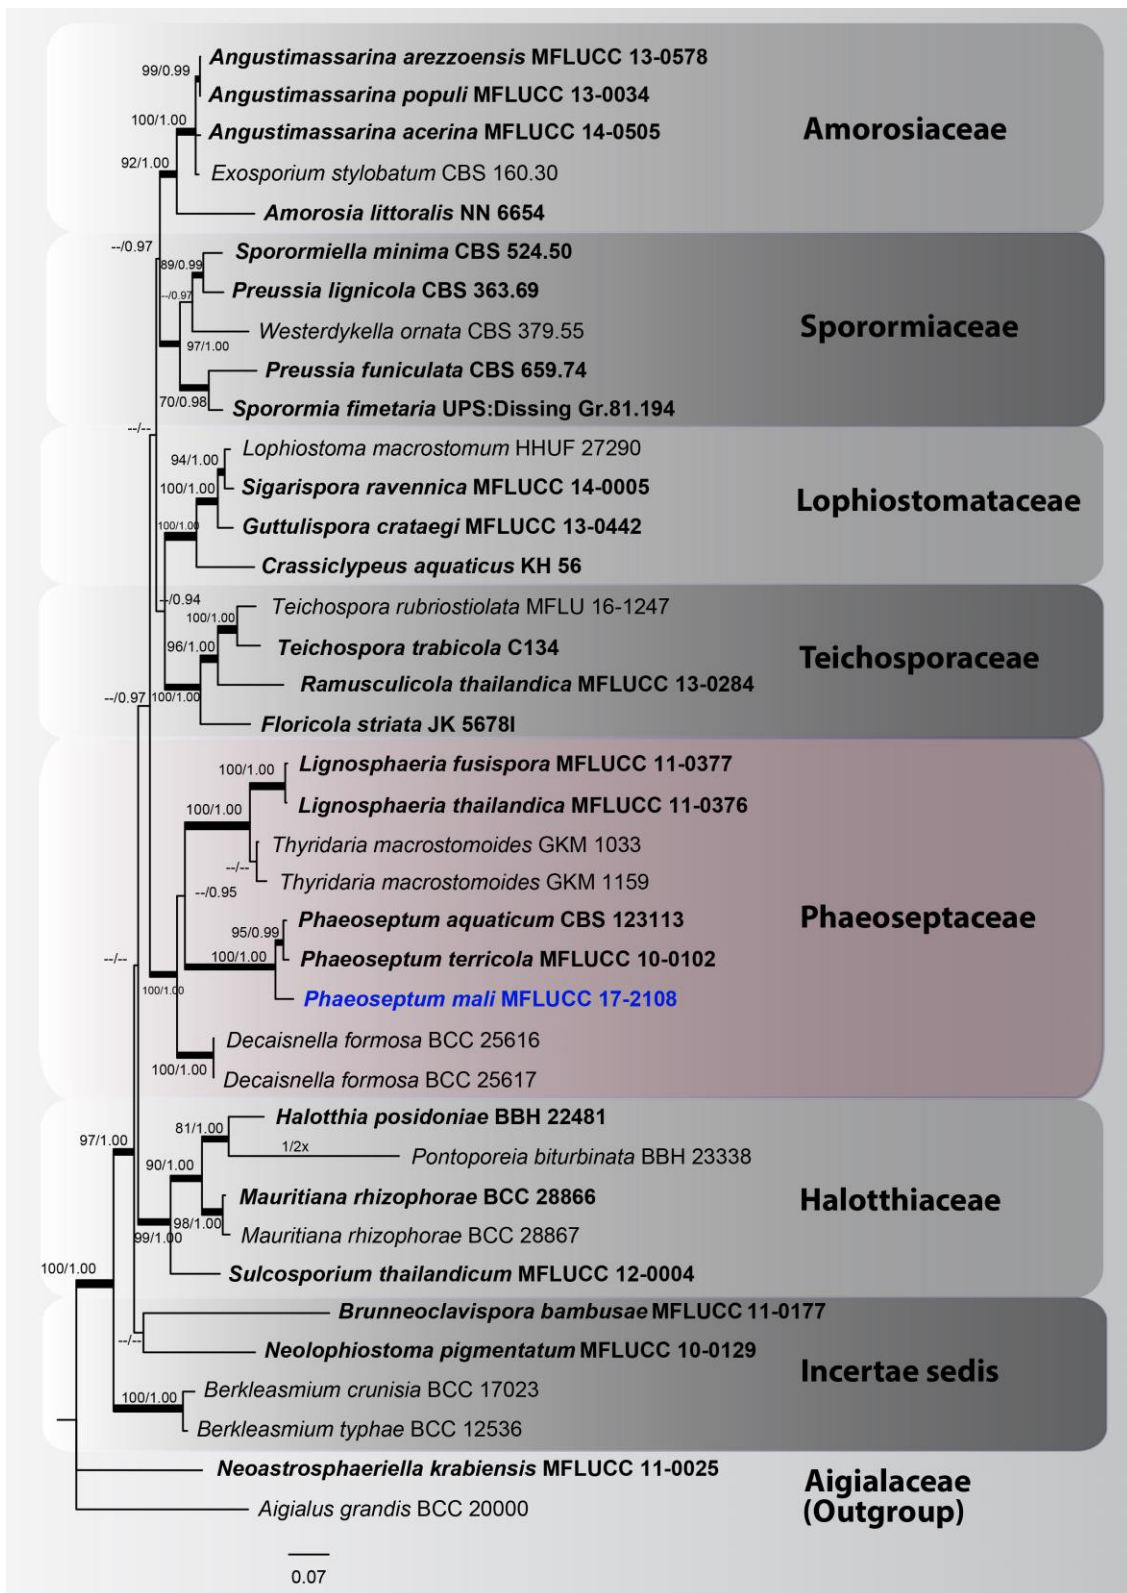 Angustimassarina arezzoensis MFLUCC 13-0578
99/0.99
Angustimassarina populi MFLUCC 13-0034
100/1.00
Angustimassarina acerina MFLUCC 14-0505
Amorosiaceae
92/1.00
Exosporium stylobatum CBS 160.30
Amorosia littoralis NN 6654
--/0.97
Sporormiella minima CBS 524.50
89/0.99
Preussia lignicola CBS 363.69
--/0.97
Westerdykella ornata CBS 379.55
Sporormiaceae
97/1.00
Preussia funiculata CBS 659.74
70/0.98
Sporormia fimetaria UPS:Dissing Gr.81.194
--/--
Lophiostoma macrostomum HHUF 27290
94/1.00
Sigarispora ravennica MFLUCC 14-0005
100/1.00
Lophiostomataceae
Guttulispora crataegi MFLUCC 13-0442
100/1.00
Crassiclypeus aquaticus KH 56
--/0.94
Teichospora rubriostiolata MFLU 16-1247
100/1.00
Teichospora trabicola C134
96/1.00
Teichosporaceae
Ramusculicola thailandica MFLUCC 13-0284
--/0.97
100/1.00
Floricola striata JK 5678I
Lignosphaeria fusispora MFLUCC 11-0377
100/1.00
Lignosphaeria thailandica MFLUCC 11-0376
100/1.00
Thyridaria macrostomoides GKM 1033
--/--
Thyridaria macrostomoides GKM 1159
--/0.95
Phaeoseptum aquaticum CBS 123113
Phaeoseptaceae
95/0.99
Phaeoseptum terricola MFLUCC 10-0102
100/1.00
--/--
Phaeoseptum mali MFLUCC 17-2108
100/1.00
Decaisnella formosa BCC 25616
100/1.00
Decaisnella formosa BCC 25617
Halotthia posidoniae BBH 22481
81/1.00
97/1.00
1/2x
Pontoporeia biturbinata BBH 23338
90/1.00
Mauritiana rhizophorae BCC 28866
Halotthiaceae
98/1.00
Mauritiana rhizophorae BCC 28867
99/1.00
Sulcosporium thailandicum MFLUCC 12-0004
100/1.00
Brunneoclavispora bambusae MFLUCC 11-0177
--/--
Neolophiostoma pigmentatum MFLUCC 10-0129
Incertae sedis
Berkleasmium crunisia BCC 17023
100/1.00
Berkleasmium typhae BCC 12536
Neoastrosphaeriella krabiensis MFLUCC 11-0025
Aigialaceae
(Outgroup)
Aigialus grandis BCC 20000
0.07